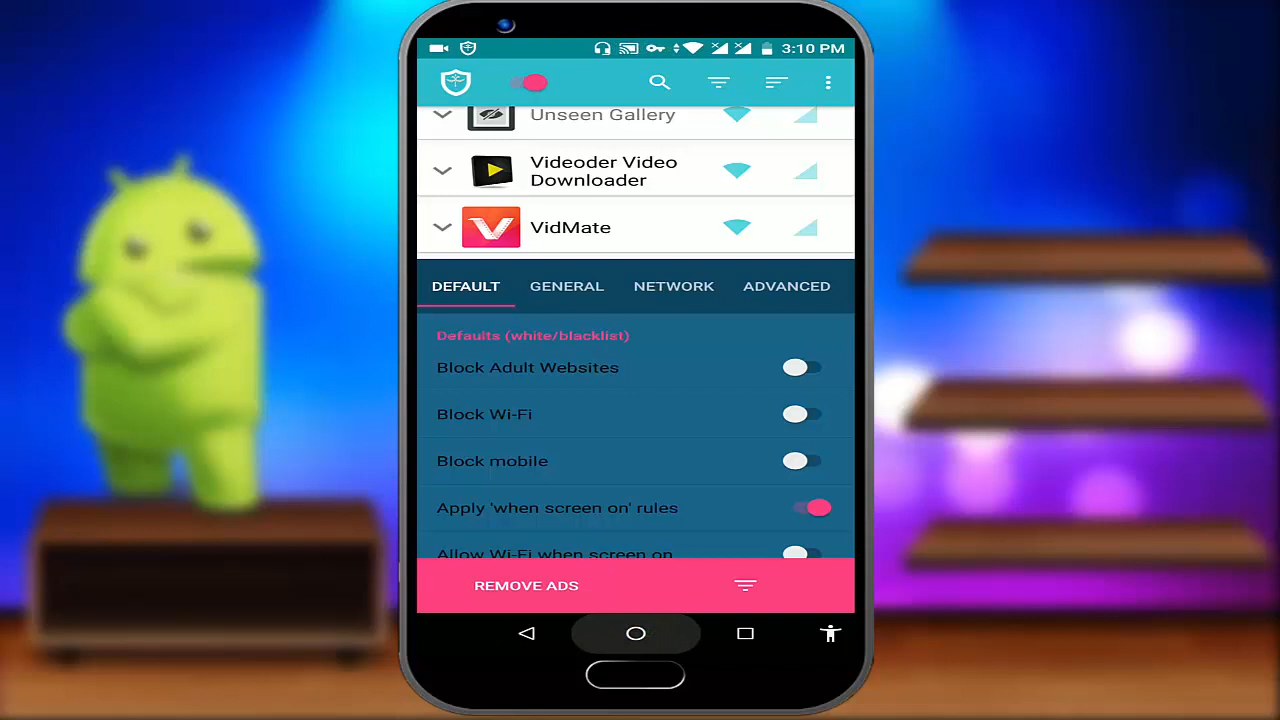 3:10 PM
Unseen Gallery
Videoder Video
Downloader
VidMate
DEFAULT GENERAL NETWORK ADVANCED
Defaults (white/blacklist)
Block Adult Websites
Block Wi-Fi
Block mobile
Apply 'when screen on' rules
Allow Wi-Fi when screen on
REMOVE ADS